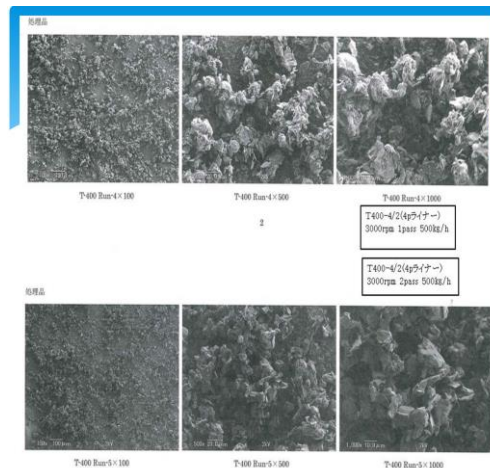 処理品
T-400 Run-4×100
T-400 Run-4×500
T-400 Run-4×1000
2
T400-4/2(4pライナー)
3000rpm 1pass 500kg/h
T400-4/2(4pライナー)
3000rpm 2pass 500kg/h
処理品
T-400 Run-5×100
T-400 Run-5×500
T-400 Run-5×1000